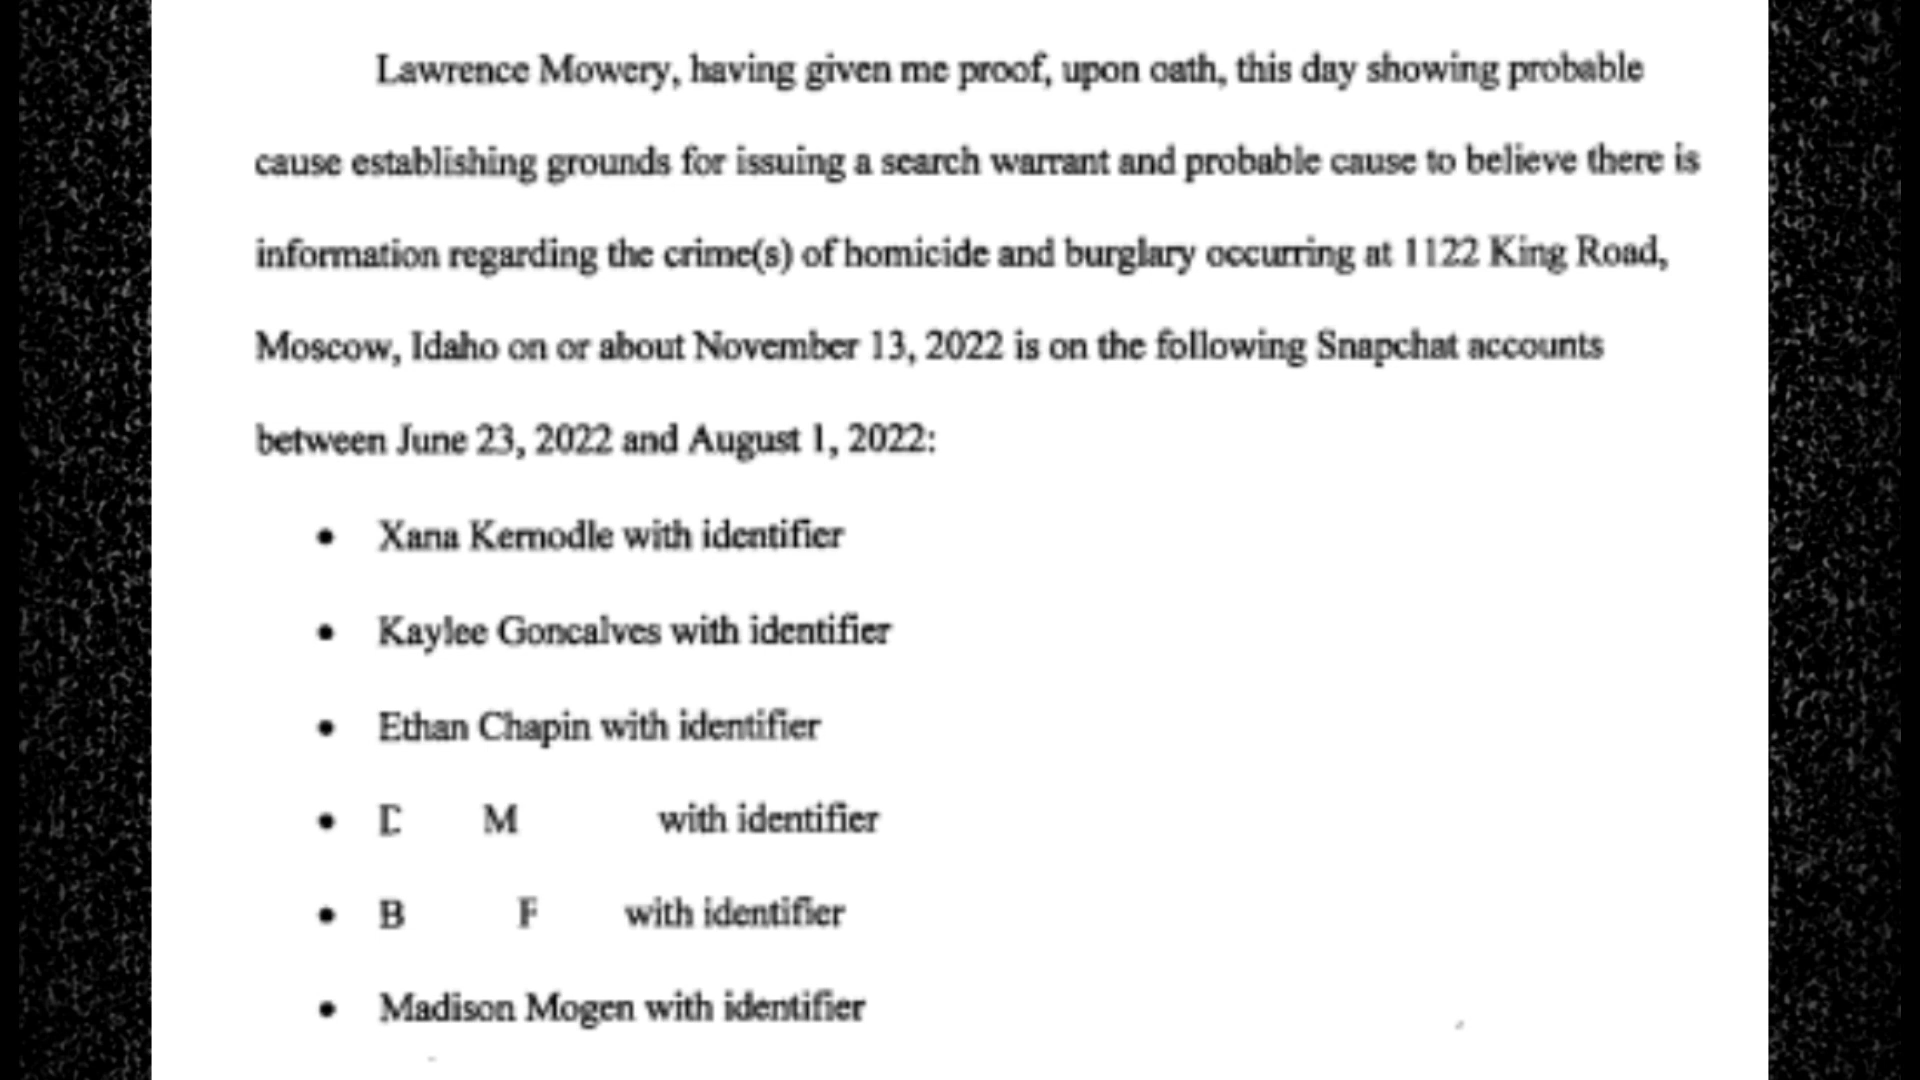 Lawrence Mowery, having given me proof, upon oath, this day showing probable
cause establishing grounds for issuing a search warrant and probable cause to believe there is
information regarding the crime(s) of homicide and burglary occurring at 1122 King Road,
Moscow, Idaho on or about November 13, 2022 is on the following Snapchat accounts
between June 23, 2022 and August 1, 2022:
• Xana Kernodle with identifier
• Kaylee Goncalves with identifier
• Ethan Chapin with identifier
• D M with identifier
• B F with identifier
• Madison Mogen with identifier